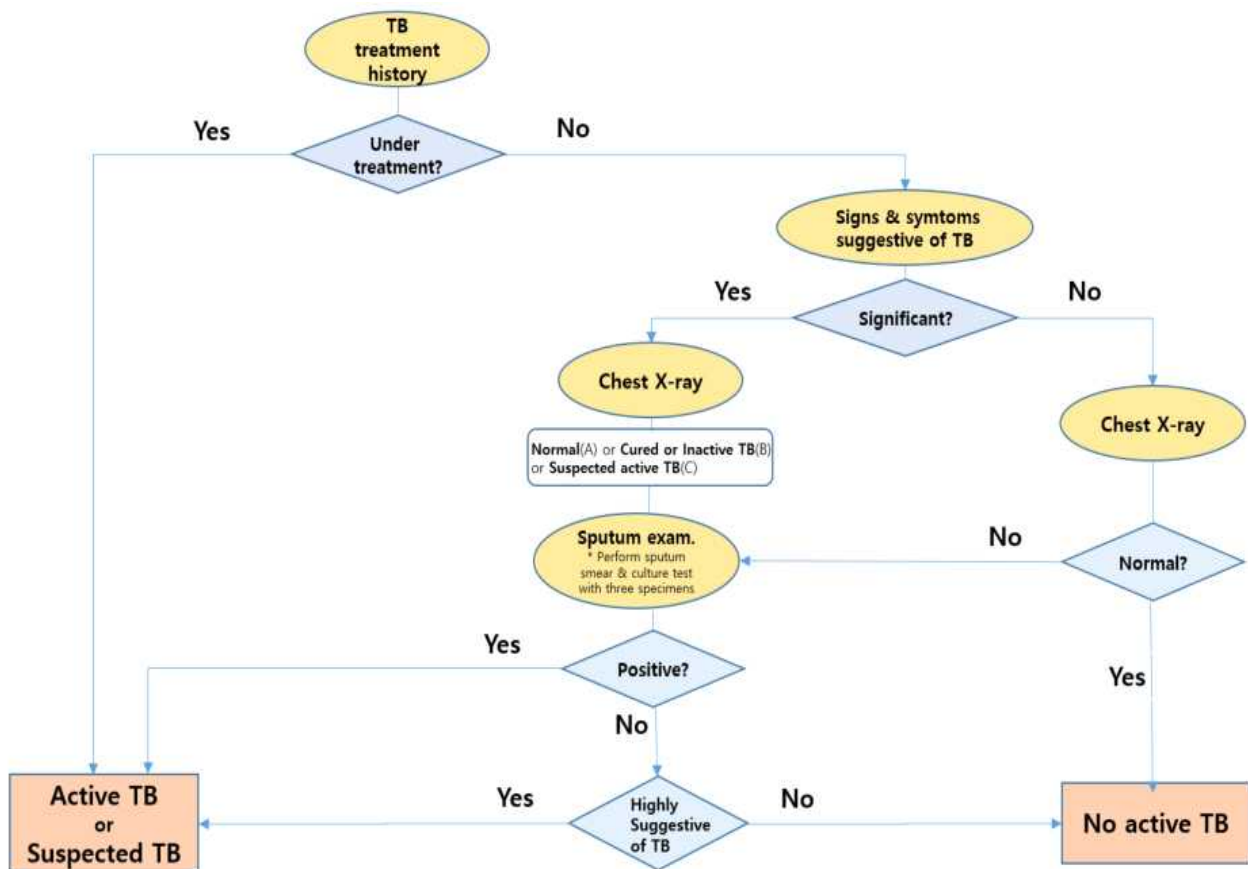 TB
treatment
history
Yes
No
Under
treatment?
Signs & symtoms
suggestive of TB
Yes
No
Significant?
Chest X-ray
Chest X-ray
Normal(A) or Cured or Inactive TB(B)
or Suspected active TB(C)
Sputum exam.
* Perform sputum
smear & culture test
with three specimens
No
Normal?
Yes
Positive?
Yes
No
Active TB
or
Suspected TB
Yes
Highly
Suggestive
of TB
No
No active TB